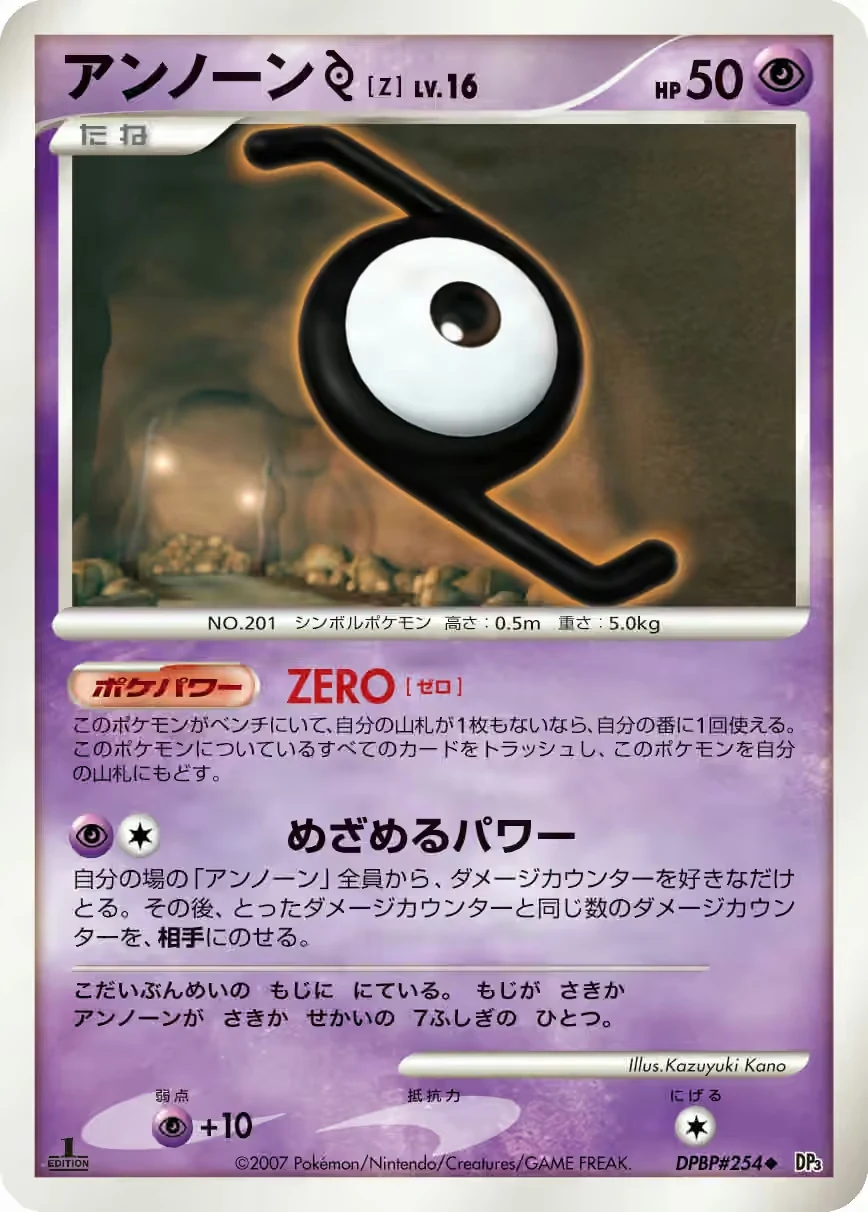 アンノーン [Z] LV.16 HP 50
たね
NO.201 シンボルポケモン 高さ：0.5m 重さ：5.0kg
ポケパワー ZERO［ゼロ］
このポケモンがベンチにいて、自分の山札が1枚もないなら、自分の番に1回使える。
このポケモンについているすべてのカードをトラッシュし、このポケモンを自分
の山札にもどす。
めざめるパワー
自分の場の「アンノーン」全員から、ダメージカウンターを好きなだけ
とる。その後、とったダメージカウンターと同じ数のダメージカウン
ターを、相手にのせる。
こだいぶんめいの もじに にている。 もじが さきか
アンノーンが さきか せかいの 7ふしぎの ひとつ。
Illus.Kazuyuki Kano
弱点 抵抗力 にげる
+10
1 EDITION ©2007 Pokémon/Nintendo/Creatures/GAME FREAK. DPBP#254◆ DP3